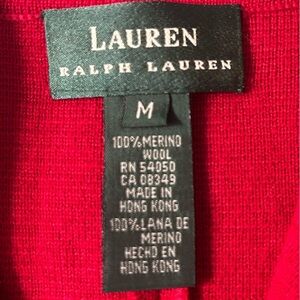 LAUREN
RALPH LAUREN
M
100%MERINO
WOOL
RN 54050
CA 08349
MADE IN
HONG KONG
100%LANA DE
MERINO
HECHO EN
HONG KONG